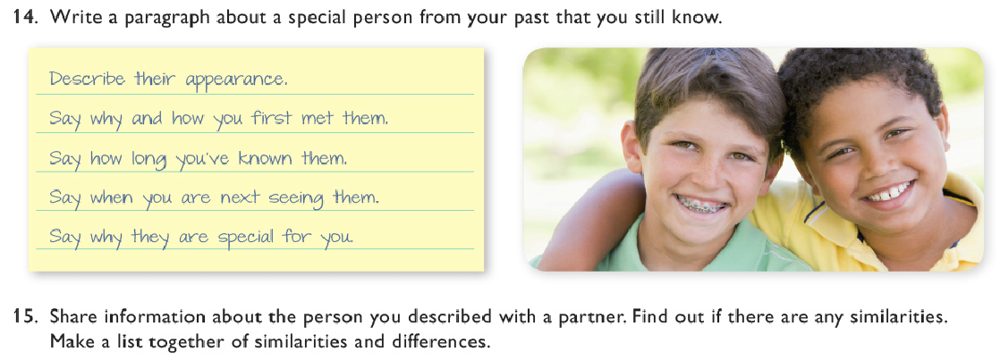 14. Write a paragraph about a special person from your past that you still know.
Describe their appearance.
Say why and how you first met them.
Say how long you've known them.
Say when you are next seeing them.
Say why they are special for you.
15. Share information about the person you described with a partner. Find out if there are any similarities.
Make a list together of similarities and differences.